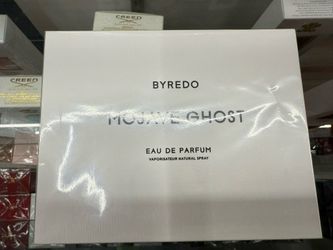 CREED
CREED
BYREDO
MOJAVE GHOST
EAU DE PARFUM
VAPORISATEUR NATURAL SPRAY